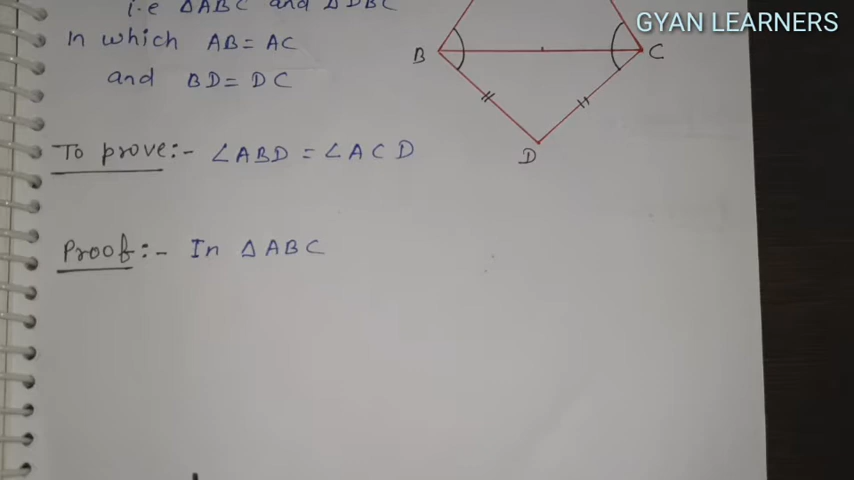 i.e ΔABC and ΔDBC
GYAN LEARNERS
In which AB = AC
B
C
and BD = DC
To prove:- ∠ABD = ∠ACD
D
Proof:- In ΔABC